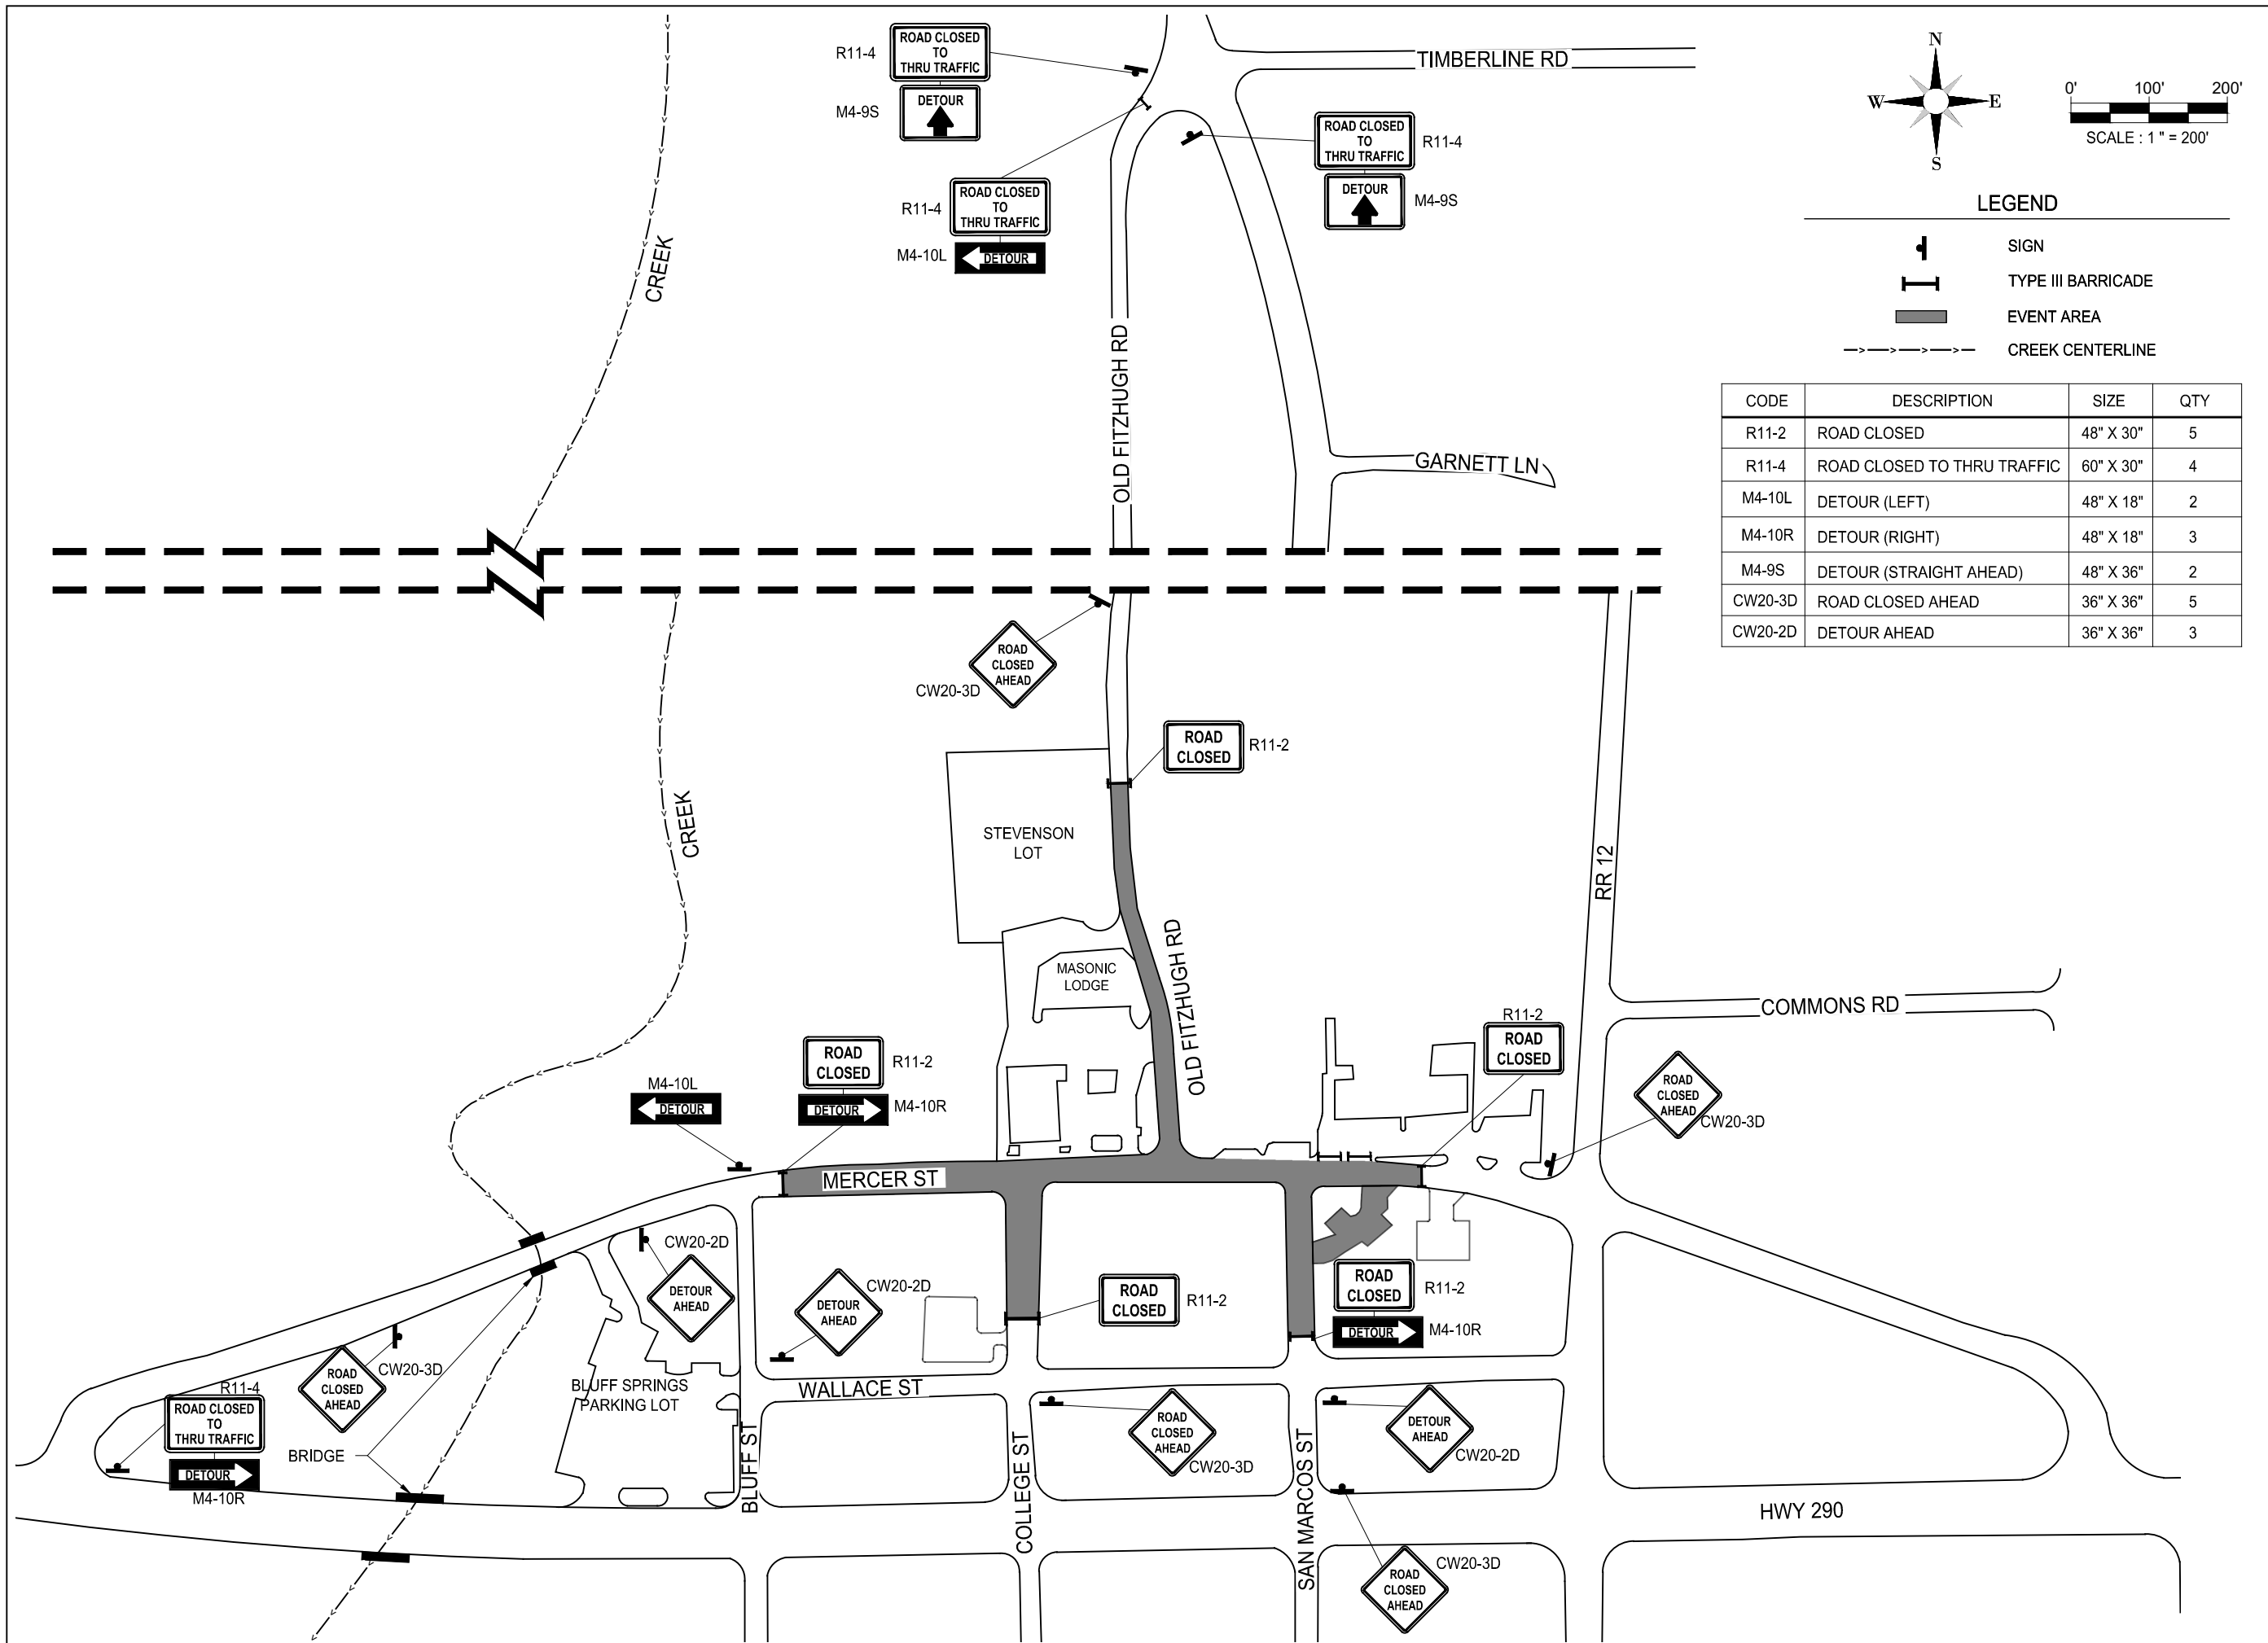 ROAD CLOSED
TO
THRU TRAFFIC
R11-4
DETOUR
M4-9S
ROAD CLOSED
TO
THRU TRAFFIC
R11-4
DETOUR
M4-10L
ROAD CLOSED
TO
THRU TRAFFIC
R11-4
DETOUR
M4-9S
TIMBERLINE RD
N
W
E
S
0'
100'
200'
SCALE : 1 " = 200'
LEGEND
SIGN
TYPE III BARRICADE
EVENT AREA
CREEK CENTERLINE
CODE DESCRIPTION SIZE QTY
R11-2 ROAD CLOSED 48" X 30" 5
R11-4 ROAD CLOSED TO THRU TRAFFIC 60" X 30" 4
M4-10L DETOUR (LEFT) 48" X 18" 2
M4-10R DETOUR (RIGHT) 48" X 18" 3
M4-9S DETOUR (STRAIGHT AHEAD) 48" X 36" 2
CW20-3D ROAD CLOSED AHEAD 36" X 36" 5
CW20-2D DETOUR AHEAD 36" X 36" 3
CREEK
OLD FITZHUGH RD
GARNETT LN
ROAD
CLOSED
AHEAD
CW20-3D
ROAD
CLOSED
R11-2
STEVENSON
LOT
CREEK
RR 12
MASONIC
LODGE
OLD FITZHUGH RD
COMMONS RD
R11-2
ROAD
CLOSED
ROAD
CLOSED
AHEAD
CW20-3D
ROAD
CLOSED
R11-2
DETOUR
M4-10R
M4-10L
DETOUR
MERCER ST
CW20-2D
DETOUR
AHEAD
CW20-2D
DETOUR
AHEAD
ROAD
CLOSED
R11-2
ROAD
CLOSED
R11-2
DETOUR
M4-10R
CW20-3D
ROAD
CLOSED
AHEAD
R11-4
ROAD CLOSED
TO
THRU TRAFFIC
DETOUR
M4-10R
BRIDGE
BLUFF SPRINGS
PARKING LOT
WALLACE ST
BLUFF ST
COLLEGE ST
ROAD
CLOSED
AHEAD
CW20-3D
SAN MARCOS ST
DETOUR
AHEAD
CW20-2D
HWY 290
CW20-3D
ROAD
CLOSED
AHEAD